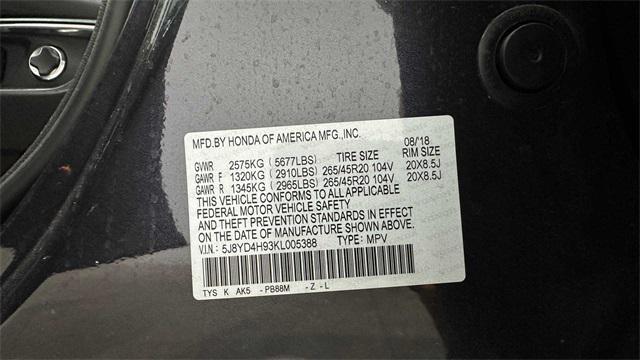 MFD.BY HONDA OF AMERICA MFG.,INC. 08/'18
GVWR 2575KG ( 5677LBS) TIRE SIZE RIM SIZE
GAWR F 1320KG ( 2910LBS) 265/45R20 104V 20X8.5J
GAWR R 1345KG ( 2965LBS) 265/45R20 104V 20X8.5J
THIS VEHICLE CONFORMS TO ALL APPLICABLE
FEDERAL MOTOR VEHICLE SAFETY
AND THEFT PREVENTION STANDARDS IN EFFECT
ON THE DATE OF MANUFACTURE SHOWN ABOVE.
V.I.N: 5J8YD4H93KL005388 TYPE: MPV
TYS K AK5 -PB88M -Z-L